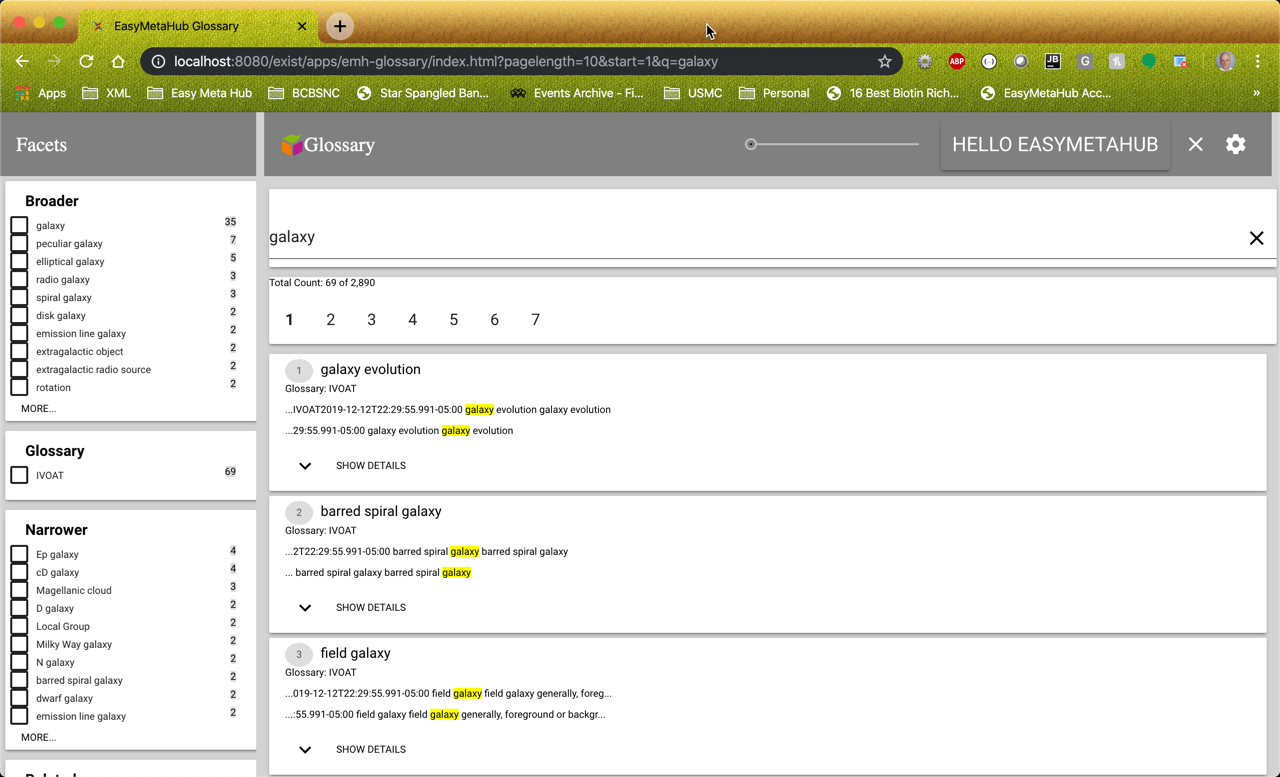 EasyMetaHub Glossary
localhost:8080/exist/apps/emh-glossary/index.html?pagelength=10&start=1&q=galaxy
ABP
JB
G
Apps
XML
Easy Meta Hub
BCBSNC
Star Spangled Ban...
Events Archive - Fi...
USMC
Personal
16 Best Biotin Rich...
EasyMetaHub Acc...
»
Facets
Glossary
HELLO EASYMETAHUB
Broader
galaxy 35
peculiar galaxy 7
elliptical galaxy 5
radio galaxy 3
spiral galaxy 3
disk galaxy 2
emission line galaxy 2
extragalactic object 2
extragalactic radio source 2
rotation 2
MORE...
Glossary
IVOAT 69
Narrower
Ep galaxy 4
cD galaxy 4
Magellanic cloud 3
D galaxy 2
Local Group 2
Milky Way galaxy 2
N galaxy 2
barred spiral galaxy 2
dwarf galaxy 2
emission line galaxy 2
MORE...
galaxy
Total Count: 69 of 2,890
1 2 3 4 5 6 7
1 galaxy evolution
Glossary: IVOAT
...IVOAT2019-12-12T22:29:55.991-05:00 galaxy evolution galaxy evolution
...29:55.991-05:00 galaxy evolution galaxy evolution
SHOW DETAILS
2 barred spiral galaxy
Glossary: IVOAT
...2T22:29:55.991-05:00 barred spiral galaxy barred spiral galaxy
... barred spiral galaxy barred spiral galaxy
SHOW DETAILS
3 field galaxy
Glossary: IVOAT
...019-12-12T22:29:55.991-05:00 field galaxy field galaxy generally, foreg...
...:55.991-05:00 field galaxy field galaxy generally, foreground or backgr...
SHOW DETAILS